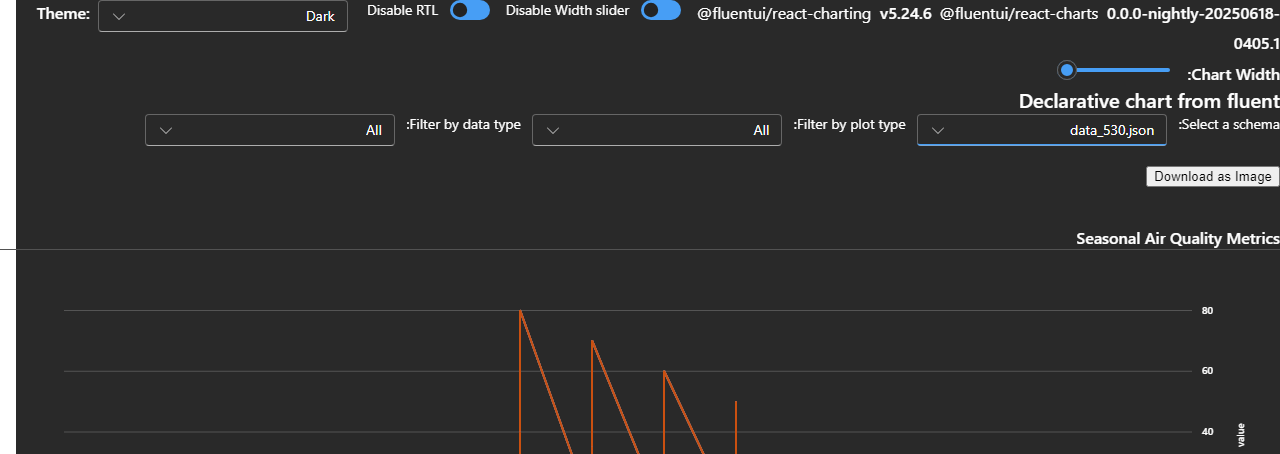 Theme: Dark Disable RTL Disable Width slider @fluentui/react-charting v5.24.6 @fluentui/react-charts 0.0.0-nightly-20250618-
0405.1
:Chart Width
Declarative chart from fluent
:Select a schema data_530.json :Filter by plot type All :Filter by data type All
Download as Image
Seasonal Air Quality Metrics
80
60
40
value